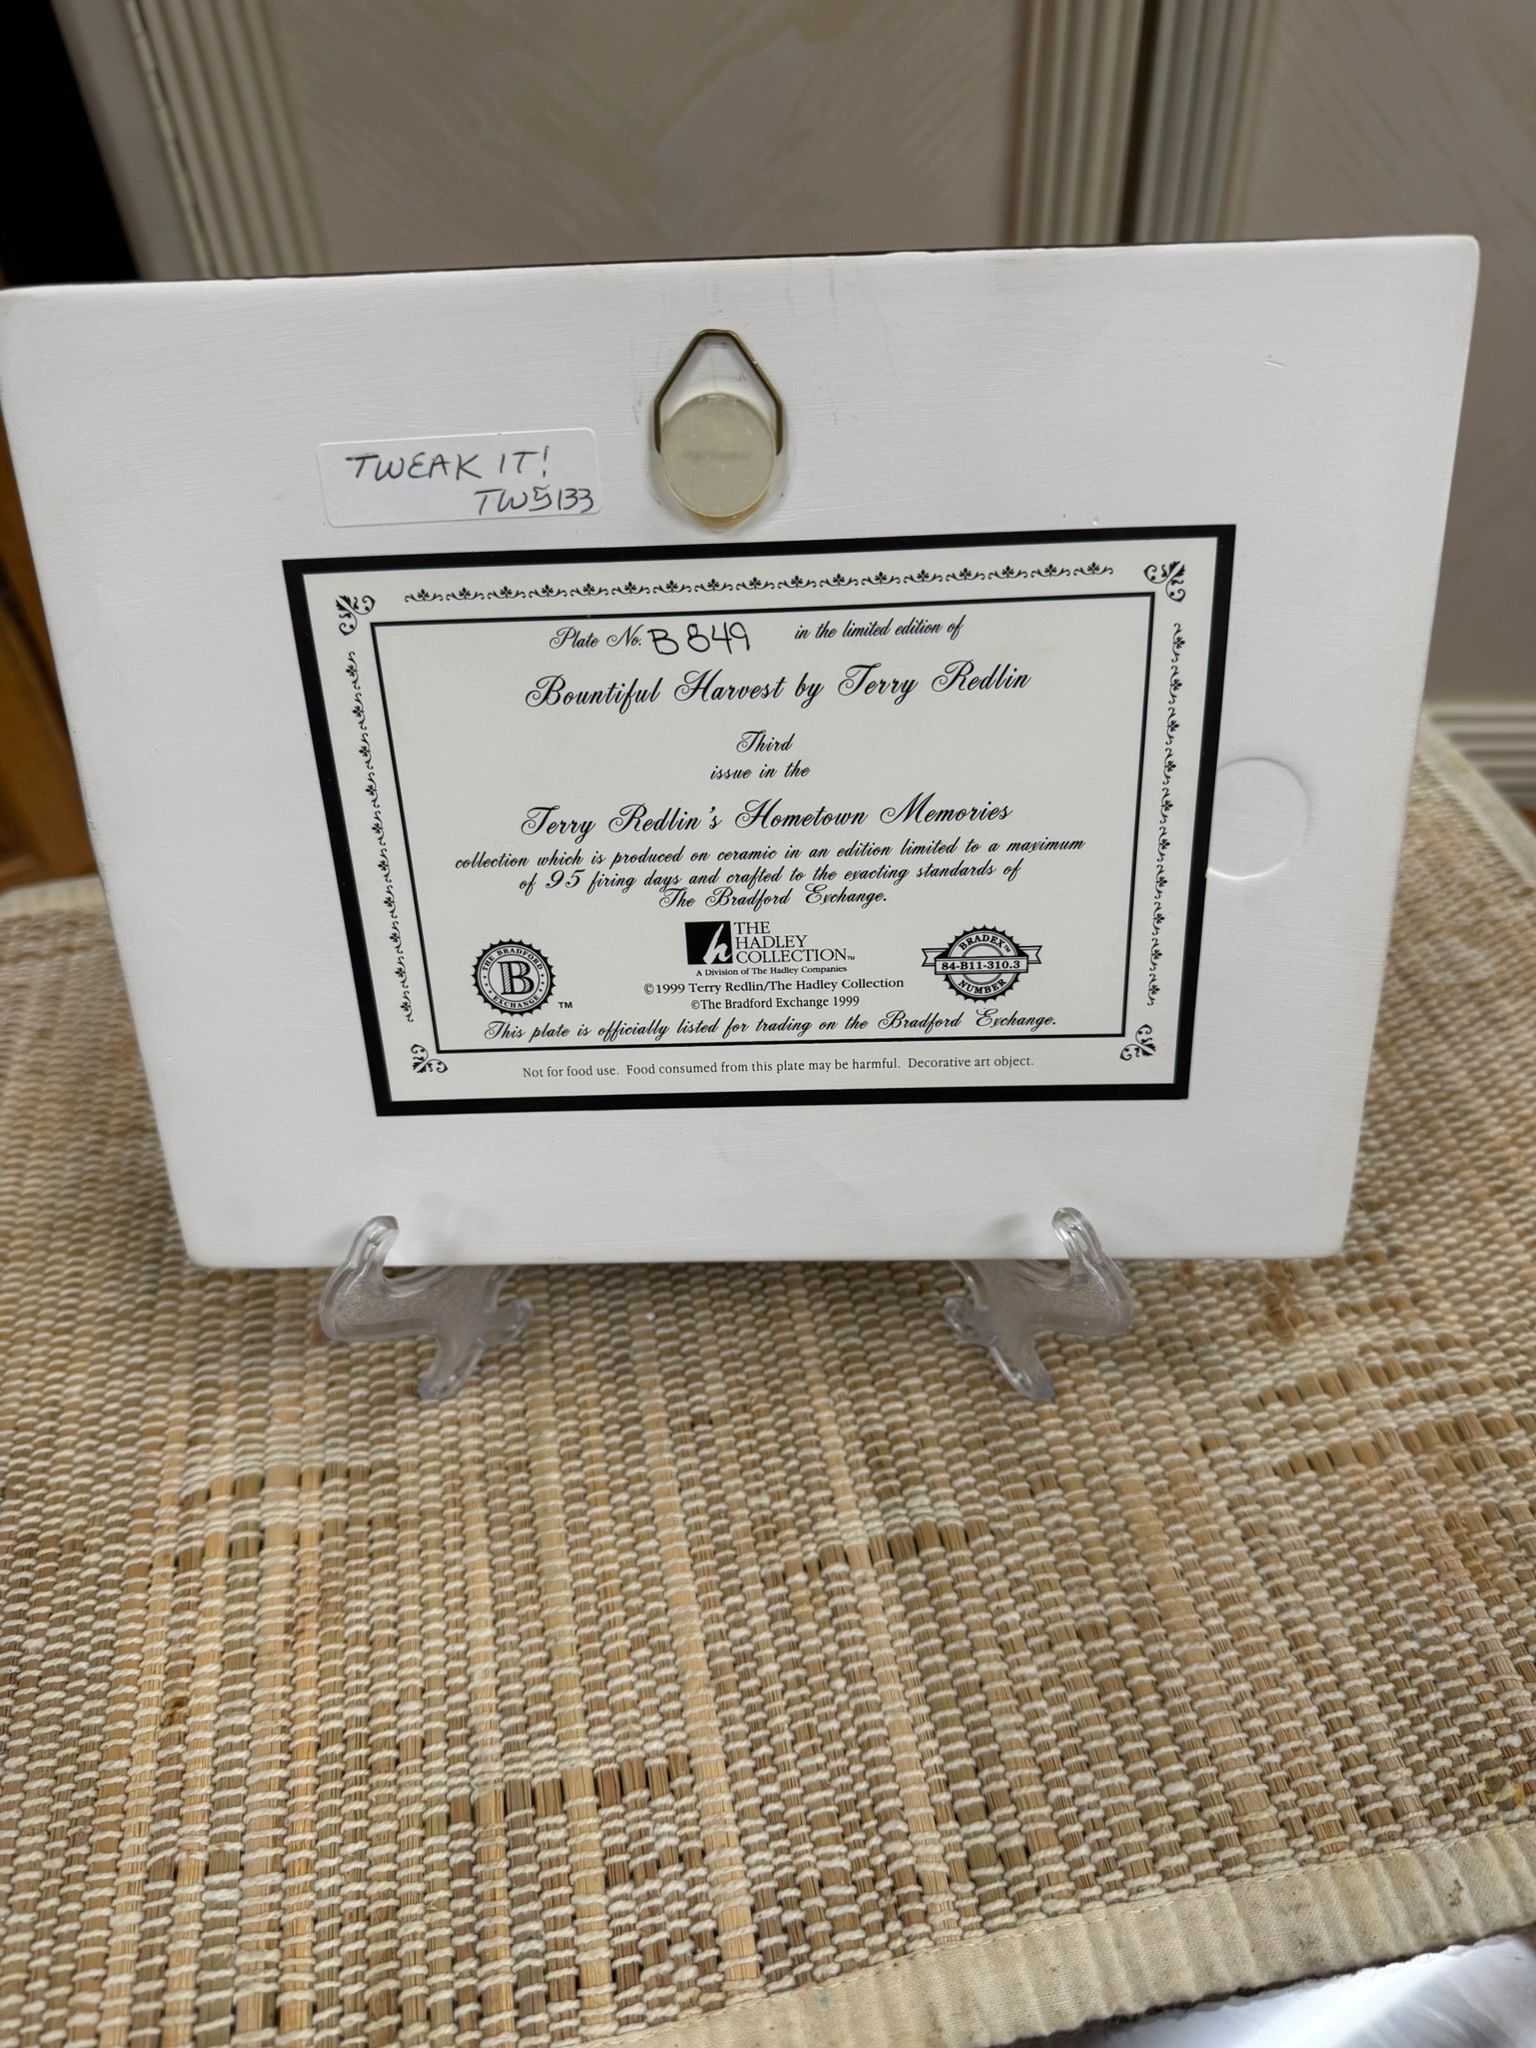 TWEAK IT!
TW5133
Plate No. B849 in the limited edition of
Bountiful Harvest by Terry Redlin
Third
issue in the
Terry Redlin's Hometown Memories
collection which is produced on ceramic in an edition limited to a maximum
of 95 firing days and crafted to the exacting standards of
The Bradford Exchange.
THE BRADFORD
B
EXCHANGE
TM
h
THE
HADLEY
COLLECTION™
A Division of The Hadley Companies
©1999 Terry Redlin/The Hadley Collection
©The Bradford Exchange 1999
BRADEX™
84-B11-310.3
NUMBER
This plate is officially listed for trading on the Bradford Exchange.
Not for food use. Food consumed from this plate may be harmful. Decorative art object.